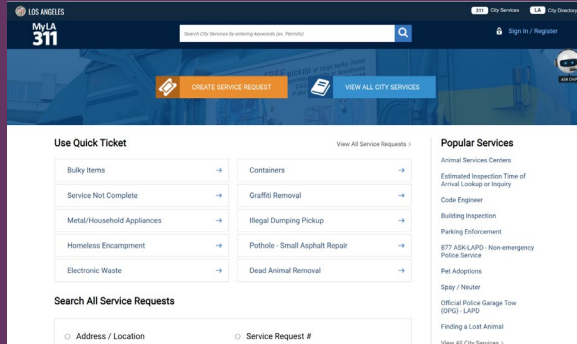 LOS ANGELES
311 City Services LA City Directory
MyLA
311
Search City Services by entering keywords (ex. Permits)
Sign In / Register
CREATE SERVICE REQUEST
VIEW ALL CITY SERVICES
Use Quick Ticket
View All Service Requests >
Bulky Items →
Containers →
Service Not Complete →
Graffiti Removal →
Metal/Household Appliances →
Illegal Dumping Pickup →
Homeless Encampment →
Pothole - Small Asphalt Repair →
Electronic Waste →
Dead Animal Removal →
Search All Service Requests
Address / Location
Service Request #
Popular Services
Animal Services Centers
Estimated Inspection Time of
Arrival Lookup or Inquiry
Code Engineer
Building Inspection
Parking Enforcement
877 ASK-LAPD - Non-emergency
Police Service
Pet Adoptions
Spay / Neuter
Official Police Garage Tow
(OPG) - LAPD
Finding a Lost Animal
View All City Services >